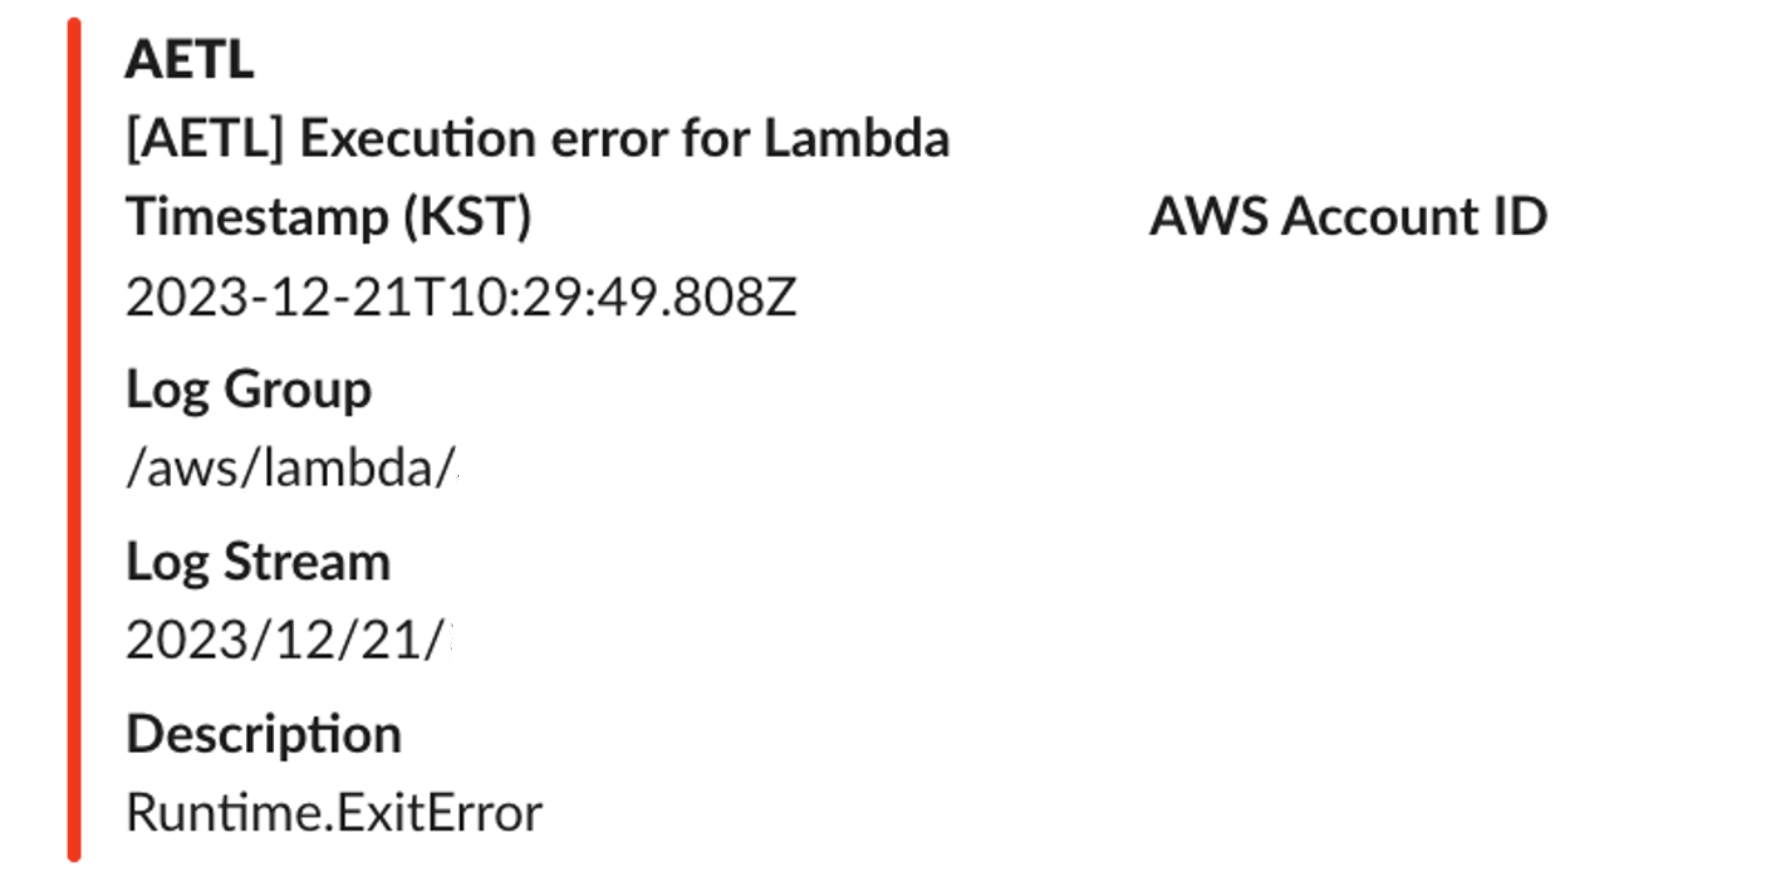 AETL
[AETL] Execution error for Lambda
Timestamp (KST)
AWS Account ID
2023-12-21T10:29:49.808Z
Log Group
/aws/lambda/
Log Stream
2023/12/21/
Description
Runtime.ExitError